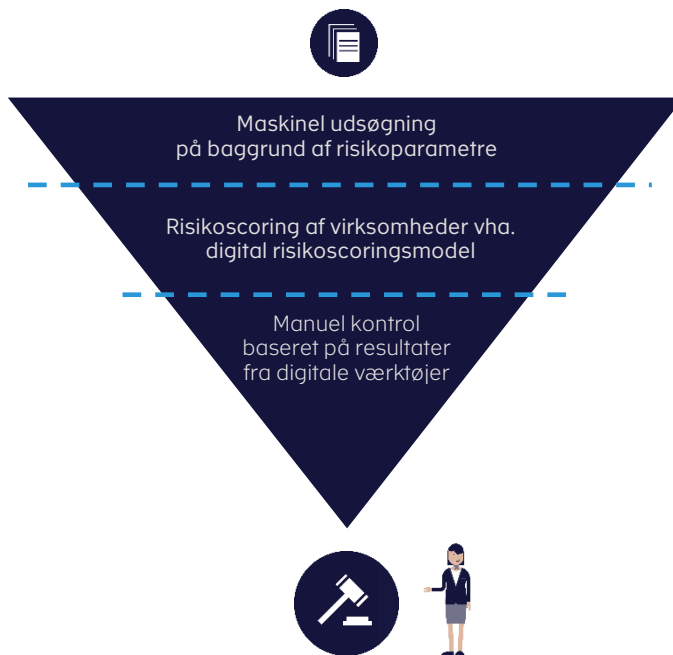 Maskinel udsøgning
på baggrund af risikoparametre
Risikoscoring af virksomheder vha.
digital risikoscoringsmodel
Manuel kontrol
baseret på resultater
fra digitale værktøjer